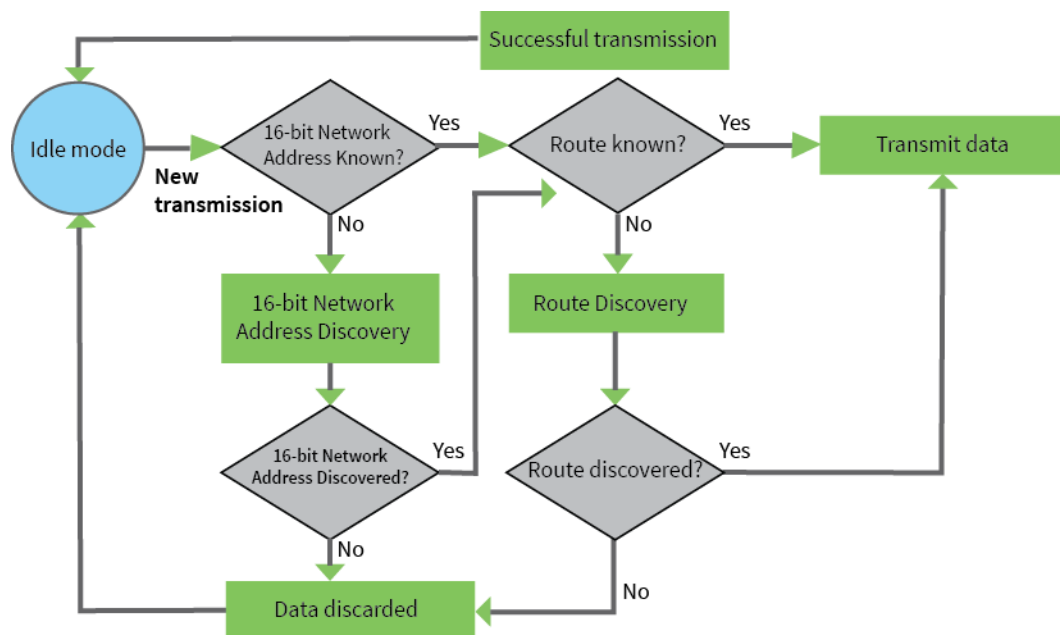 Successful transmission
Idle mode
New
transmission
16-bit Network
Address Known?
Yes
Route known?
Yes
Transmit data
No
No
16-bit Network
Address Discovery
Route Discovery
16-bit Network
Address Discovered?
Yes
Route discovered?
Yes
No
No
Data discarded